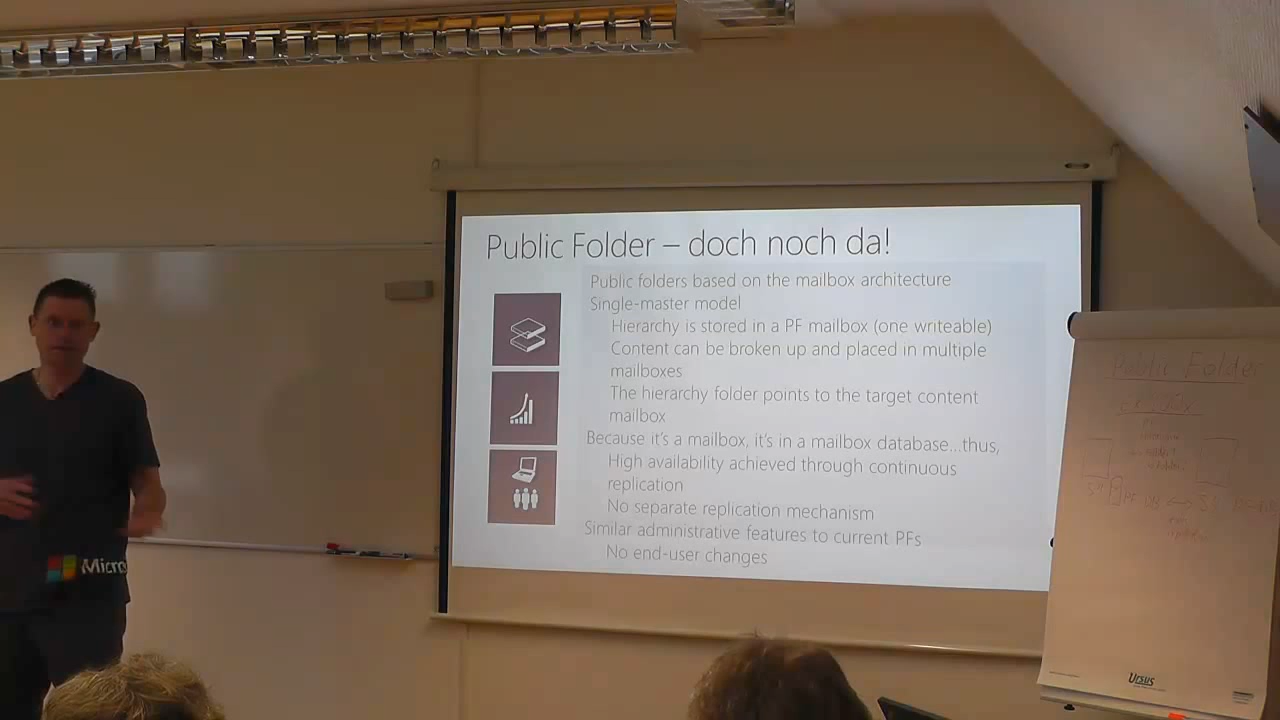 Public Folder – doch noch da!
Public folders based on the mailbox architecture
Single-master model
Hierarchy is stored in a PF mailbox (one writeable)
Content can be broken up and placed in multiple
mailboxes
The hierarchy folder points to the target content
mailbox
Because it's a mailbox, it's in a mailbox database...thus,
High availability achieved through continuous
replication
No separate replication mechanism
Similar administrative features to current PFs
No end-user changes
Public Folder
Ursus